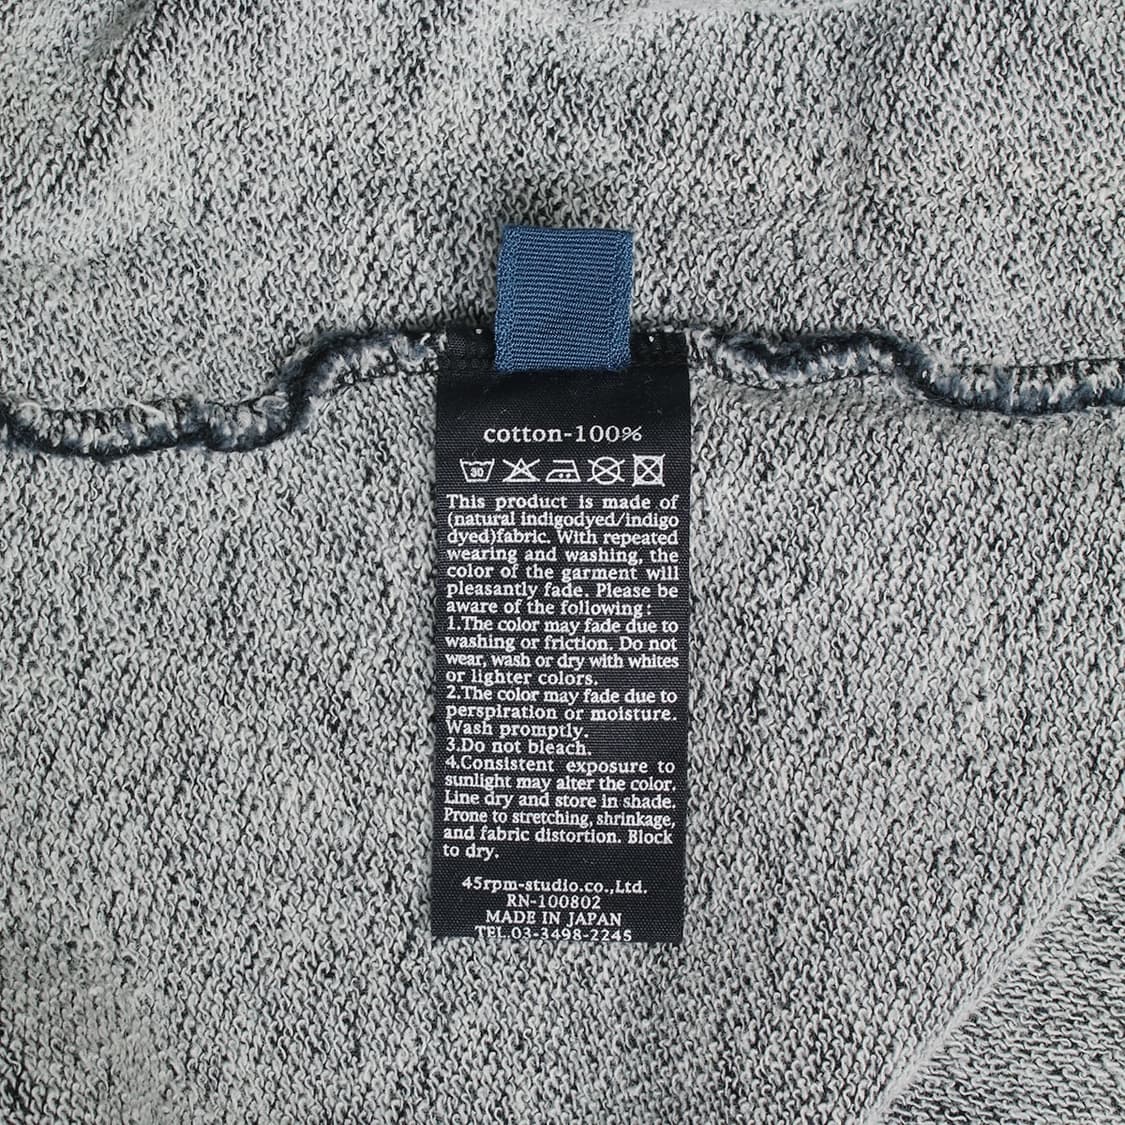 cotton-100%
30
This product is made of
(natural indigodyed/indigo
dyed)fabric. With repeated
wearing and washing, the
color of the garment will
pleasantly fade. Please be
aware of the following :
1.The color may fade due to
washing or friction. Do not
wear, wash or dry with whites
or lighter colors.
2.The color may fade due to
perspiration or moisture.
Wash promptly.
3.Do not bleach.
4.Consistent exposure to
sunlight may alter the color.
Line dry and store in shade.
Prone to stretching, shrinkage,
and fabric distortion. Block
to dry.
45rpm-studio.co.,Ltd.
RN-100802
MADE IN JAPAN
TEL.03-3498-2245